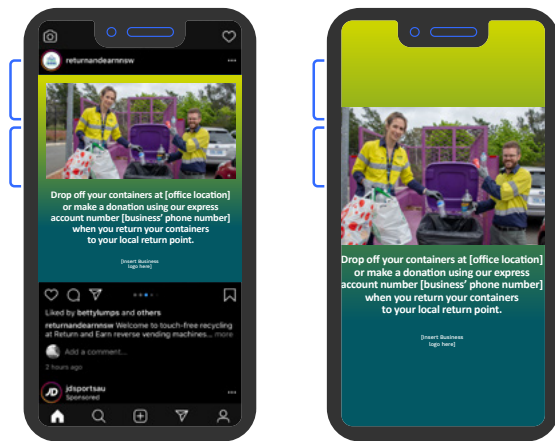 returnandearnnsw
Drop off your containers at [office location]
or make a donation using our express
account number [business' phone number]
when you return your containers
to your local return point.
[Insert Business
logo here]
Liked by bettylumps and others
returnandearnnsw Welcome to touch-free recycling
at Return and Earn reverse vending machines... more
Add a comment...
2 hours ago
JD
jdsportsau
Sponsored
Drop off your containers at [office location]
or make a donation using our express
account number [business' phone number]
when you return your containers
to your local return point.
[Insert Business
logo here]